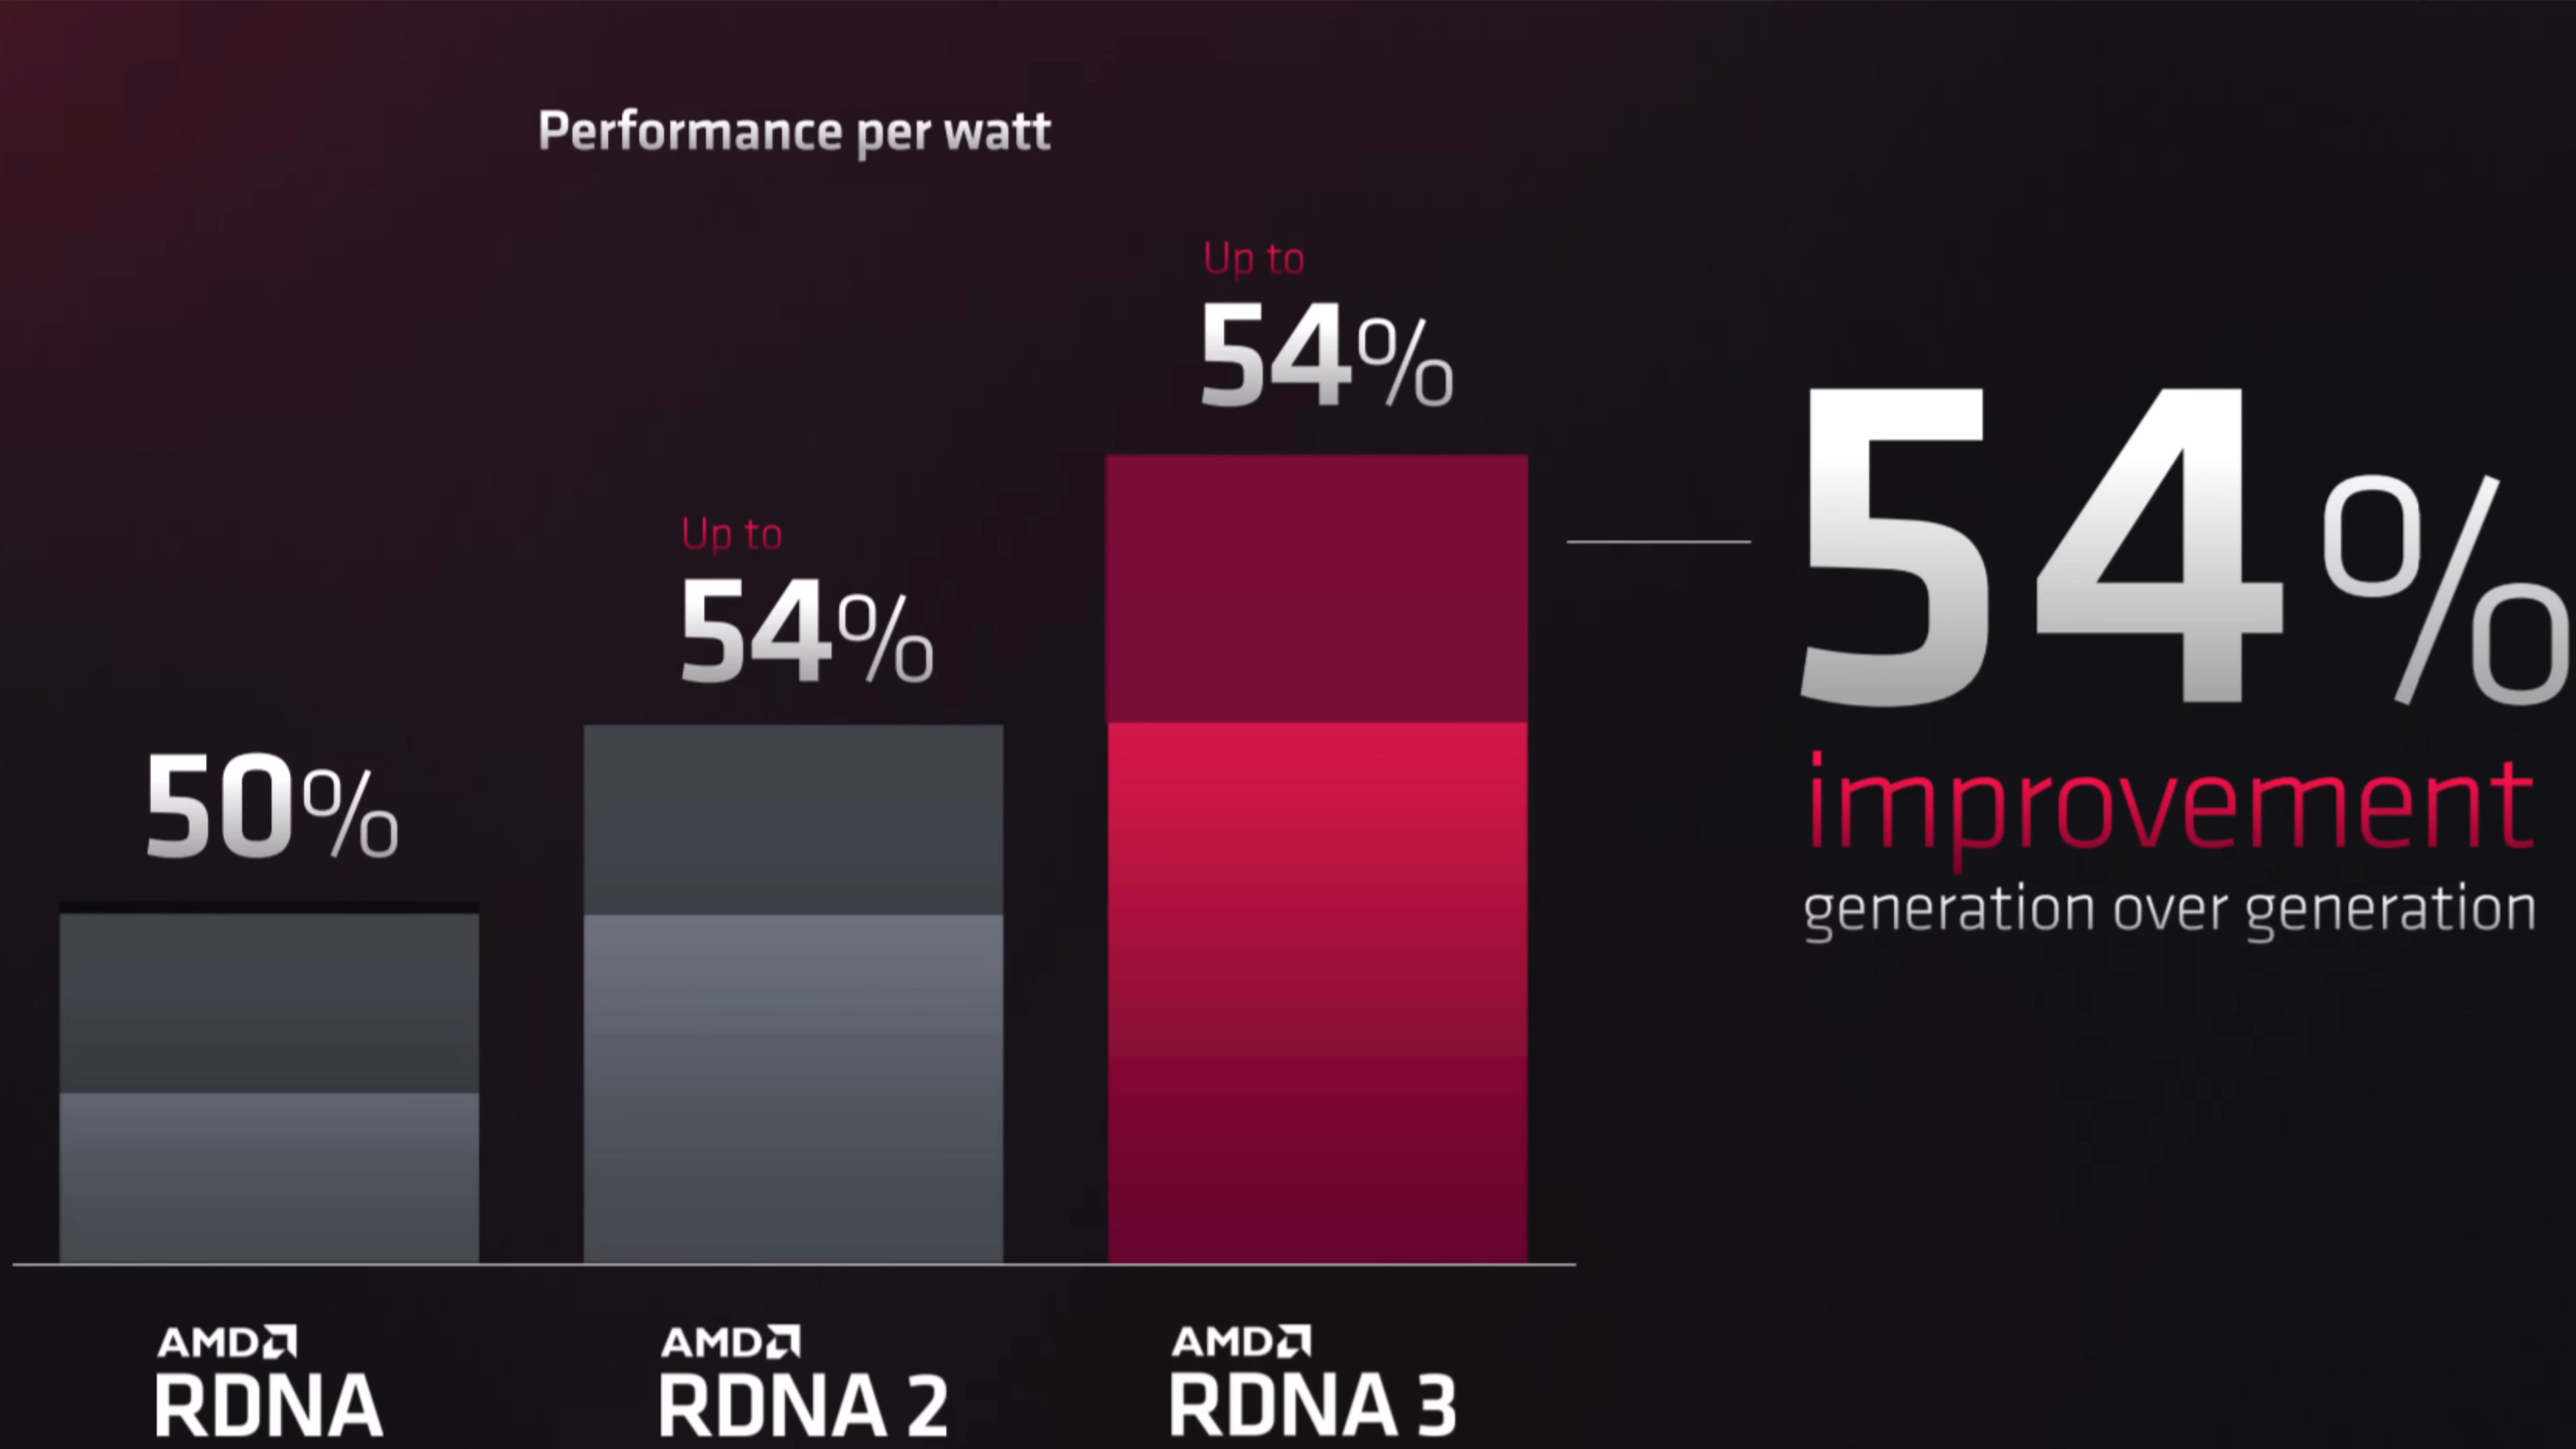 Performance per watt
50%
Up to
54%
Up to
54%
54%
improvement
generation over generation
AMD
RDNA
AMD
RDNA 2
AMD
RDNA 3